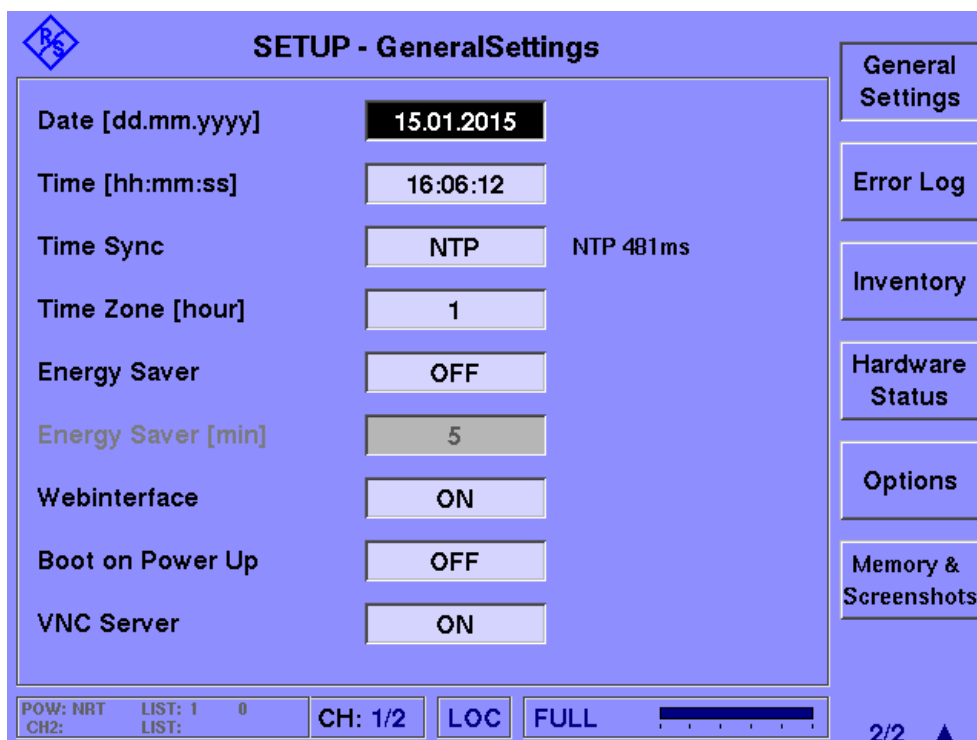 R/S
SETUP - GeneralSettings
Date [dd.mm.yyyy]
15.01.2015
Time [hh:mm:ss]
16:06:12
Time Sync
NTP
NTP 481ms
Time Zone [hour]
1
Energy Saver
OFF
Energy Saver [min]
5
Webinterface
ON
Boot on Power Up
OFF
VNC Server
ON
General
Settings
Error Log
Inventory
Hardware
Status
Options
Memory &
Screenshots
POW: NRT LIST: 1 0
CH2: LIST:
CH: 1/2
LOC
FULL
2/2